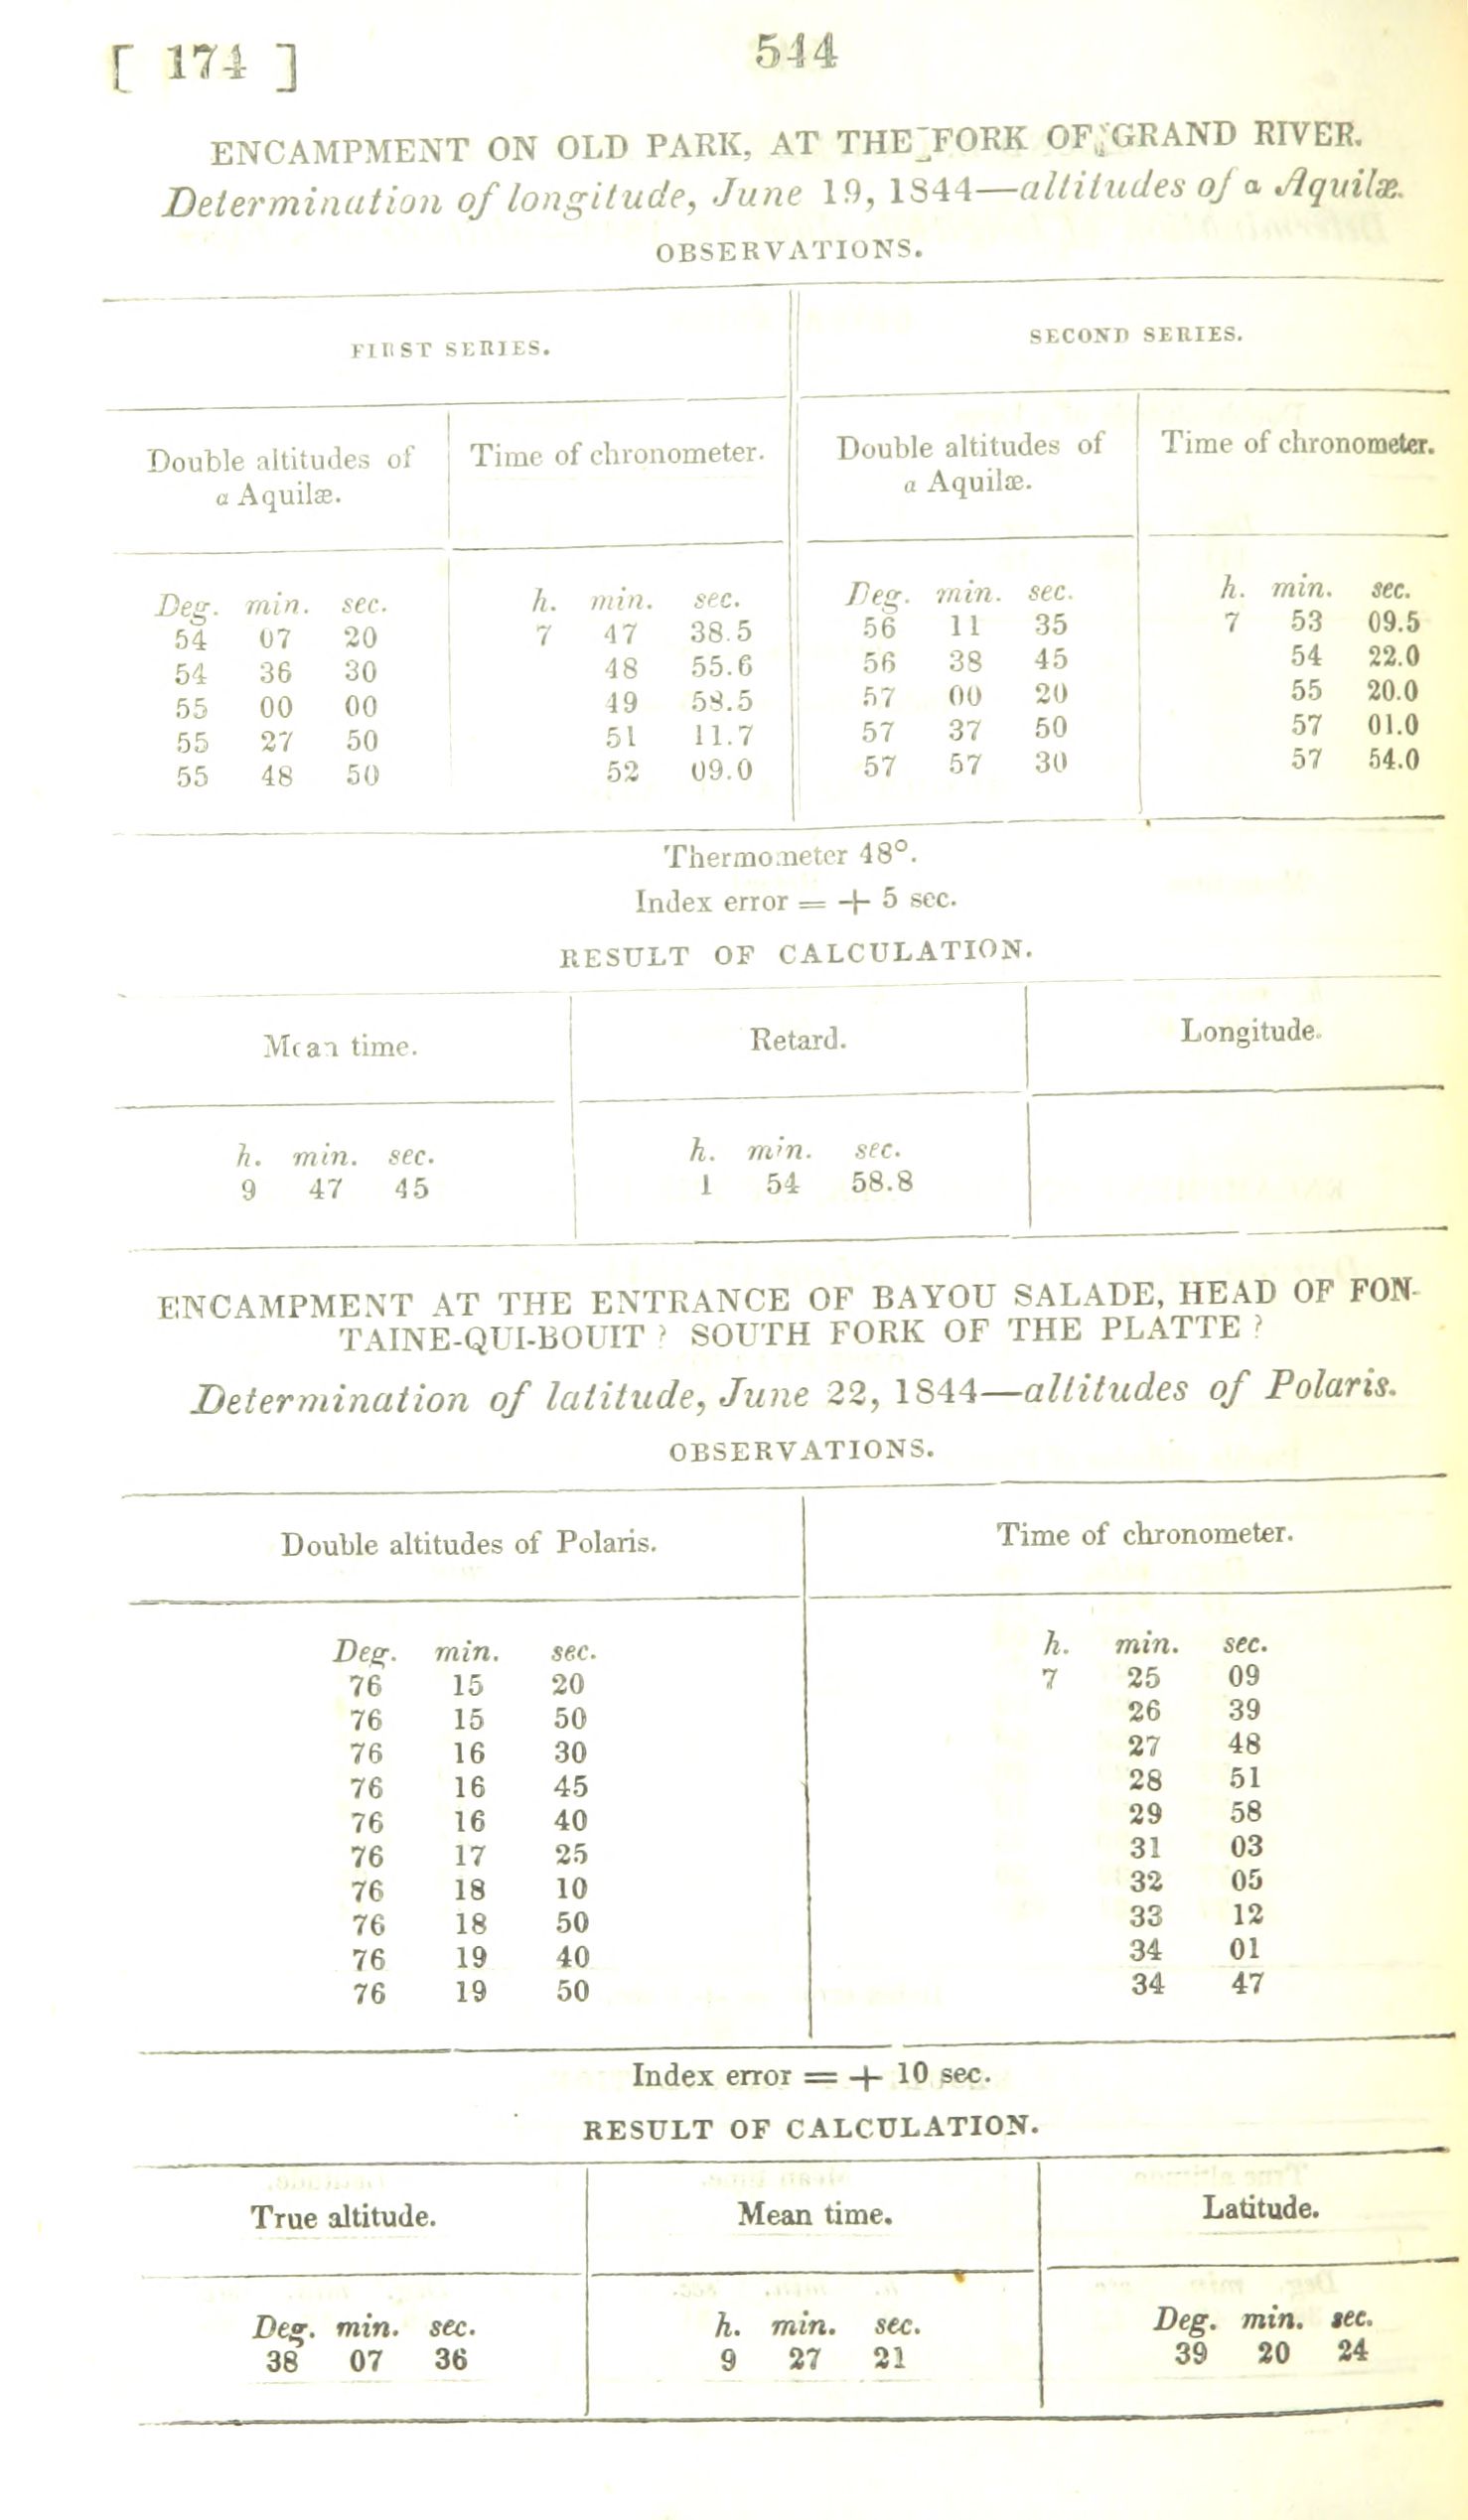 [ 174 ] 544
ENCAMPMENT ON OLD PARK, AT THE FORK OF GRAND RIVER.
Determination of longitude, June 19, 1844—altitudes of a Aquilæ.
OBSERVATIONS.
FIRST SERIES. SECOND SERIES.
Double altitudes of Time of chronometer. Double altitudes of Time of chronometer.
a Aquilæ. a Aquilæ.
Deg. min. sec. h. min. sec. Deg. min. sec. h. min. sec.
54 07 20 7 47 38.5 56 11 35 7 53 09.5
54 36 30 48 55.6 56 38 45 54 22.0
55 00 00 49 58.5 57 00 20 55 20.0
55 27 50 51 11.7 57 37 50 57 01.0
55 48 50 52 09.0 57 57 30 57 54.0
Thermometer 48°.
Index error = + 5 sec.
RESULT OF CALCULATION.
Mean time. Retard. Longitude.
h. min. sec. h. min. sec.
9 47 45 1 54 58.8
ENCAMPMENT AT THE ENTRANCE OF BAYOU SALADE, HEAD OF FON-
TAINE-QUI-BOUIT ? SOUTH FORK OF THE PLATTE ?
Determination of latitude, June 22, 1844—altitudes of Polaris.
OBSERVATIONS.
Double altitudes of Polaris. Time of chronometer.
Deg. min. sec. h. min. sec.
76 15 20 7 25 09
76 15 50 26 39
76 16 30 27 48
76 16 45 28 51
76 16 40 29 58
76 17 25 31 03
76 18 10 32 05
76 18 50 33 12
76 19 40 34 01
76 19 50 34 47
Index error = + 10 sec.
RESULT OF CALCULATION.
True altitude. Mean time. Latitude.
Deg. min. sec. h. min. sec. Deg. min. sec.
38 07 36 9 27 21 39 20 24